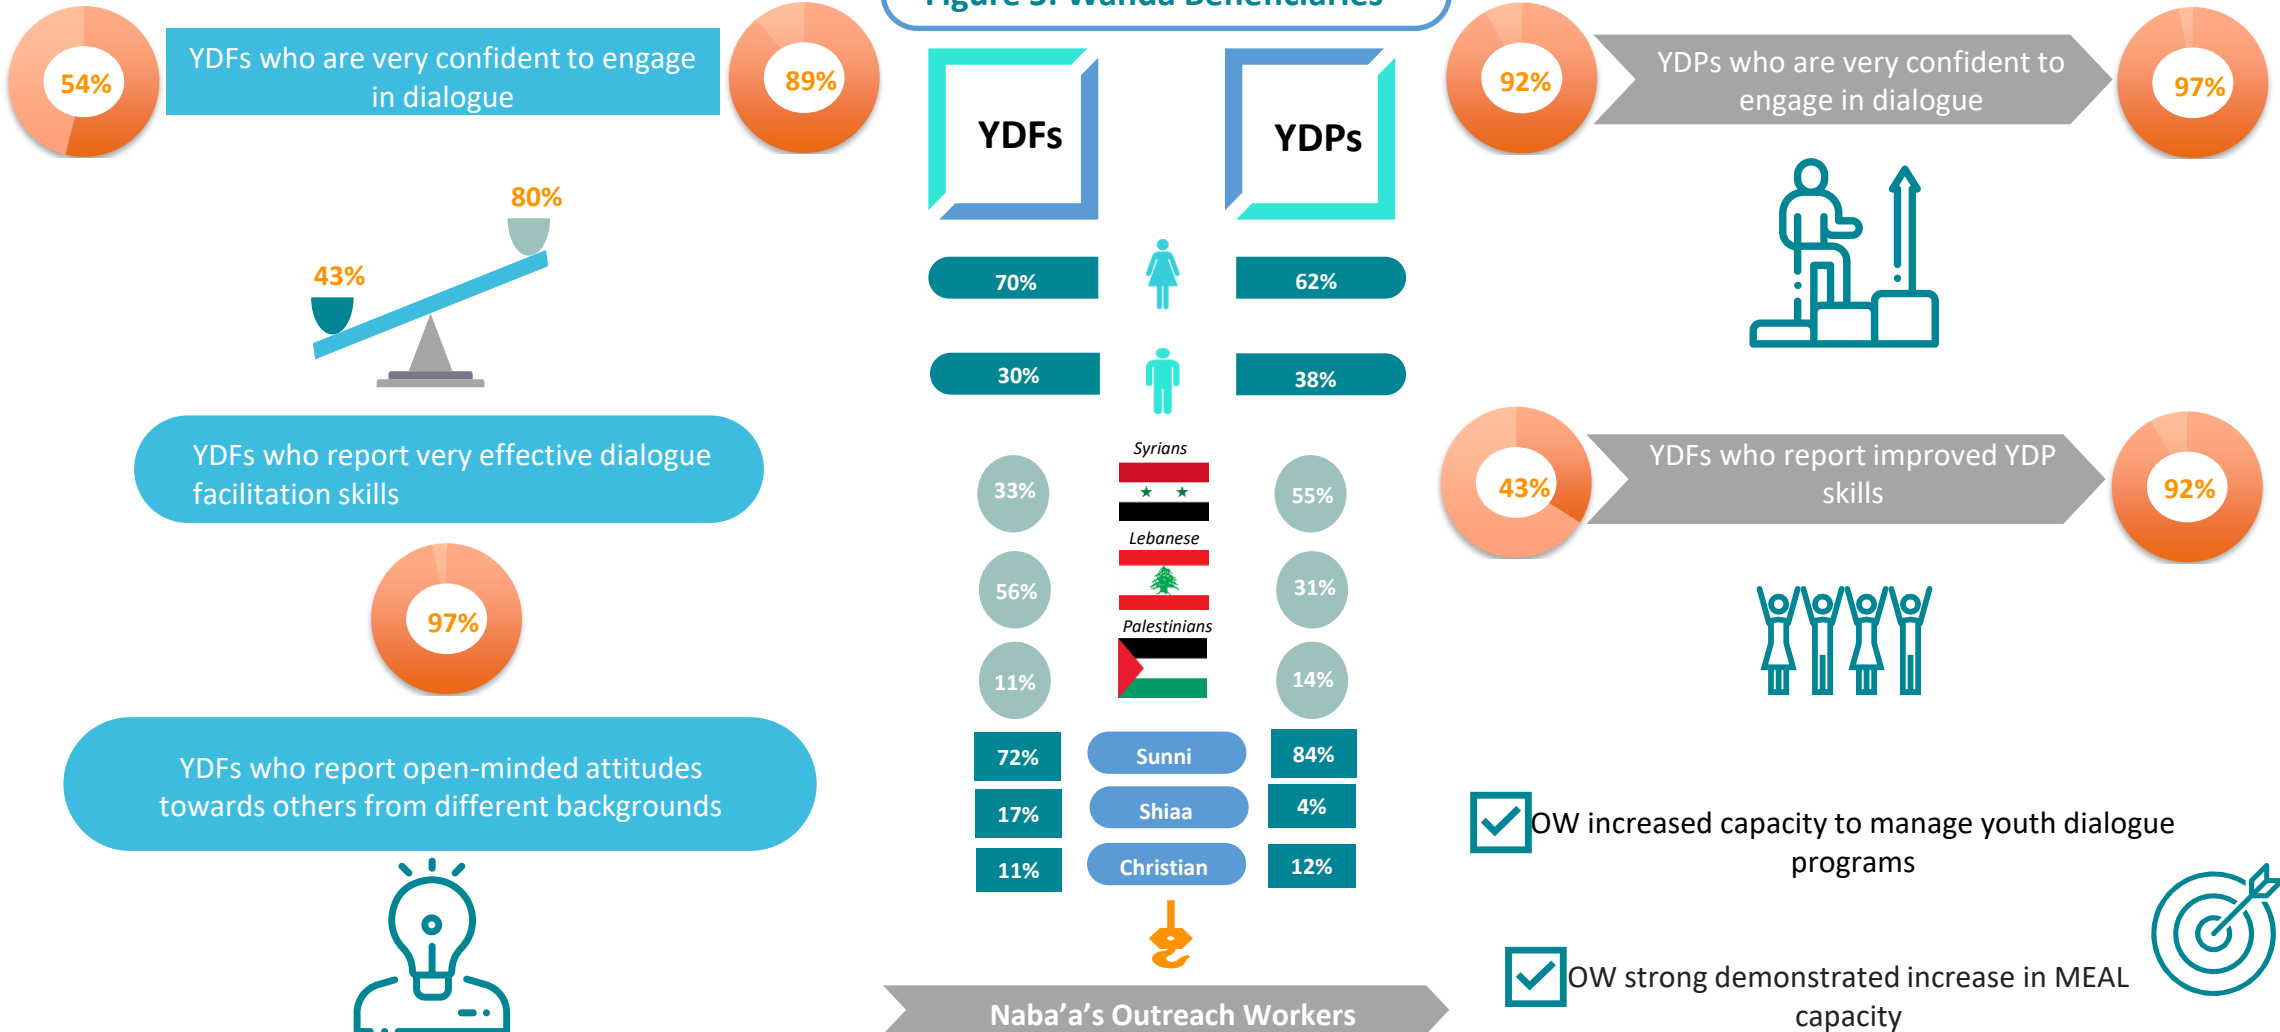 Figure 3: Wahda Beneficiaries
54%
YDFs who are very confident to engage
in dialogue
89%
80%
43%
YDFs who report very effective dialogue
facilitation skills
97%
YDFs who report open-minded attitudes
towards others from different backgrounds
YDFs
YDPs
70%
62%
30%
38%
Syrians
33%
55%
Lebanese
56%
31%
Palestinians
11%
14%
72%
Sunni
84%
17%
Shiaa
4%
11%
Christian
12%
Naba'a's Outreach Workers
92%
YDPs who are very confident to
engage in dialogue
97%
43%
YDFs who report improved YDP
skills
92%
OW increased capacity to manage youth dialogue
programs
OW strong demonstrated increase in MEAL
capacity